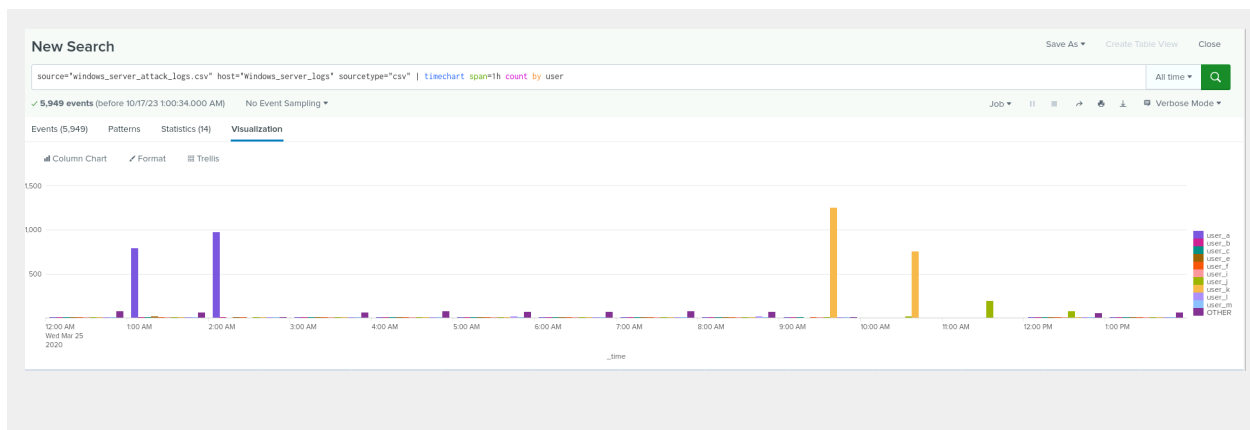 New Search
Save As ▾ Create Table View Close
source="windows_server_attack_logs.csv" host="Windows_server_logs" sourcetype="csv" | timechart span=1h count by user
All time ▾
✓ 5,949 events (before 10/17/23 1:00:34.000 AM) No Event Sampling ▾
Job ▾ Verbose Mode ▾
Events (5,949) Patterns Statistics (14) Visualization
Column Chart Format Trellis
1,500
1,000
500
user_a
user_b
user_c
user_e
user_f
user_i
user_j
user_k
user_l
user_m
OTHER
12:00 AM 1:00 AM 2:00 AM 3:00 AM 4:00 AM 5:00 AM 6:00 AM 7:00 AM 8:00 AM 9:00 AM 10:00 AM 11:00 AM 12:00 PM 1:00 PM
Wed Mar 25
2020
_time